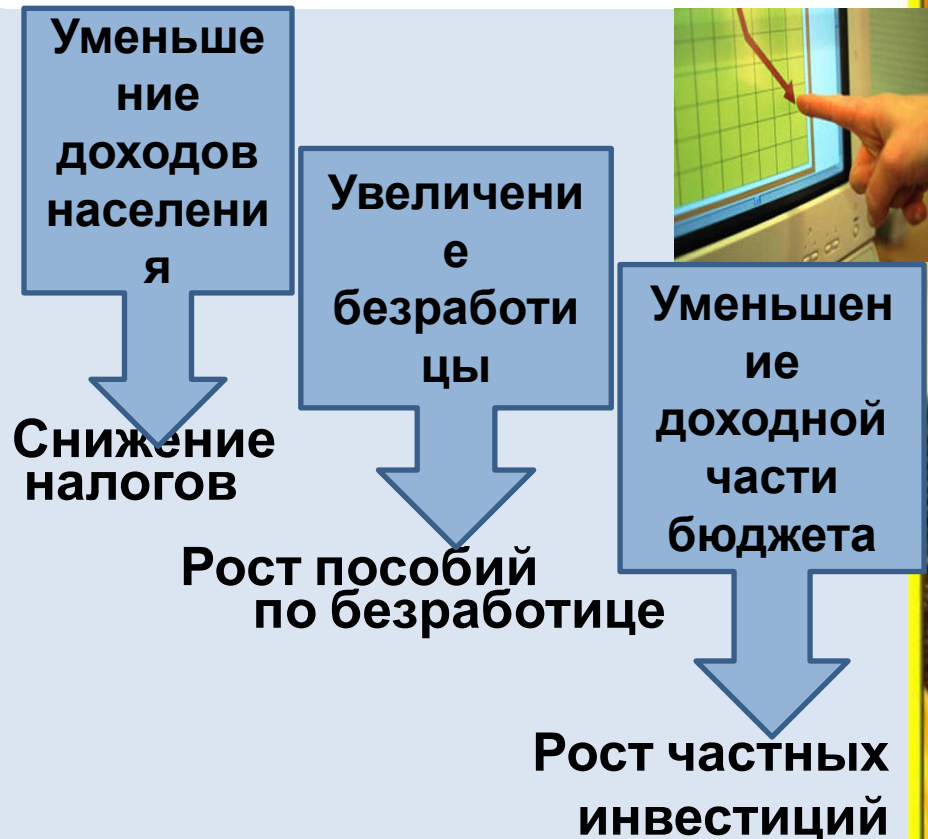 Уменьше
ние
доходов
населени
я
Снижение
налогов
Увеличени
е
безработи
цы
Рост пособий
по безработице
Уменьшен
ие
доходной
части
бюджета
Рост частных
инвестиций